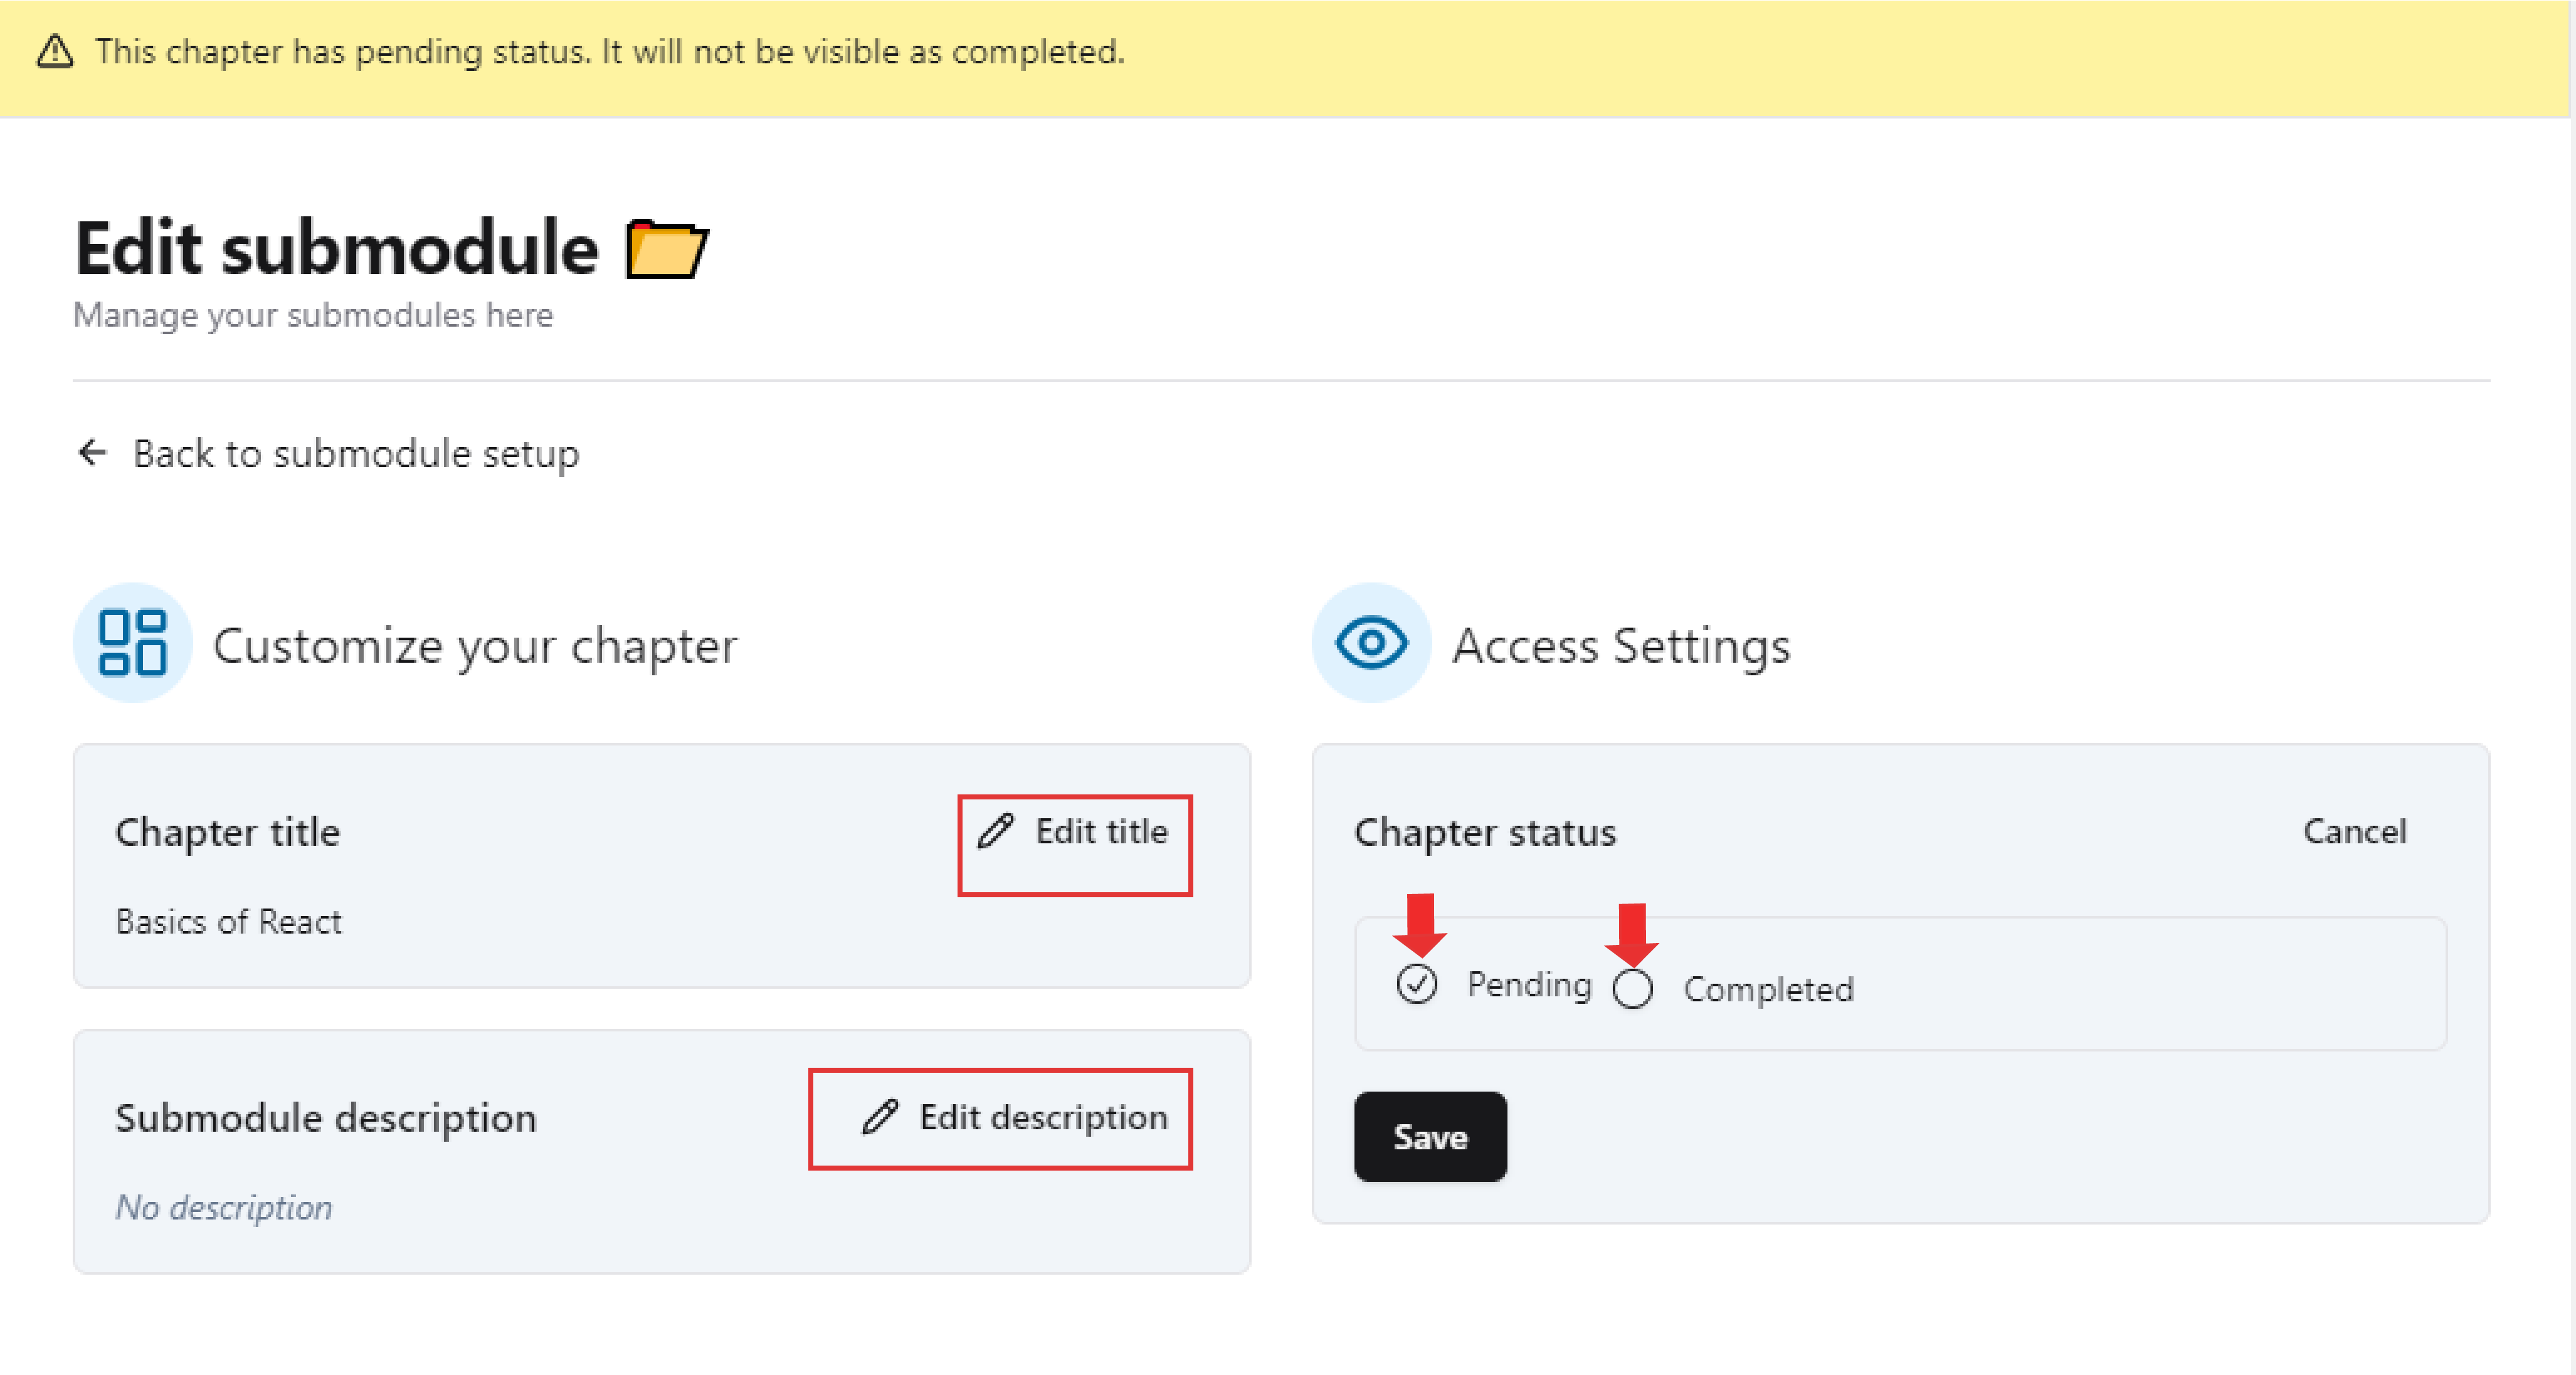 This chapter has pending status. It will not be visible as completed.
Edit submodule
Manage your submodules here
Back to submodule setup
Customize your chapter
Chapter title
Edit title
Basics of React
Submodule description
Edit description
No description
Access Settings
Chapter status
Cancel
Pending
Completed
Save